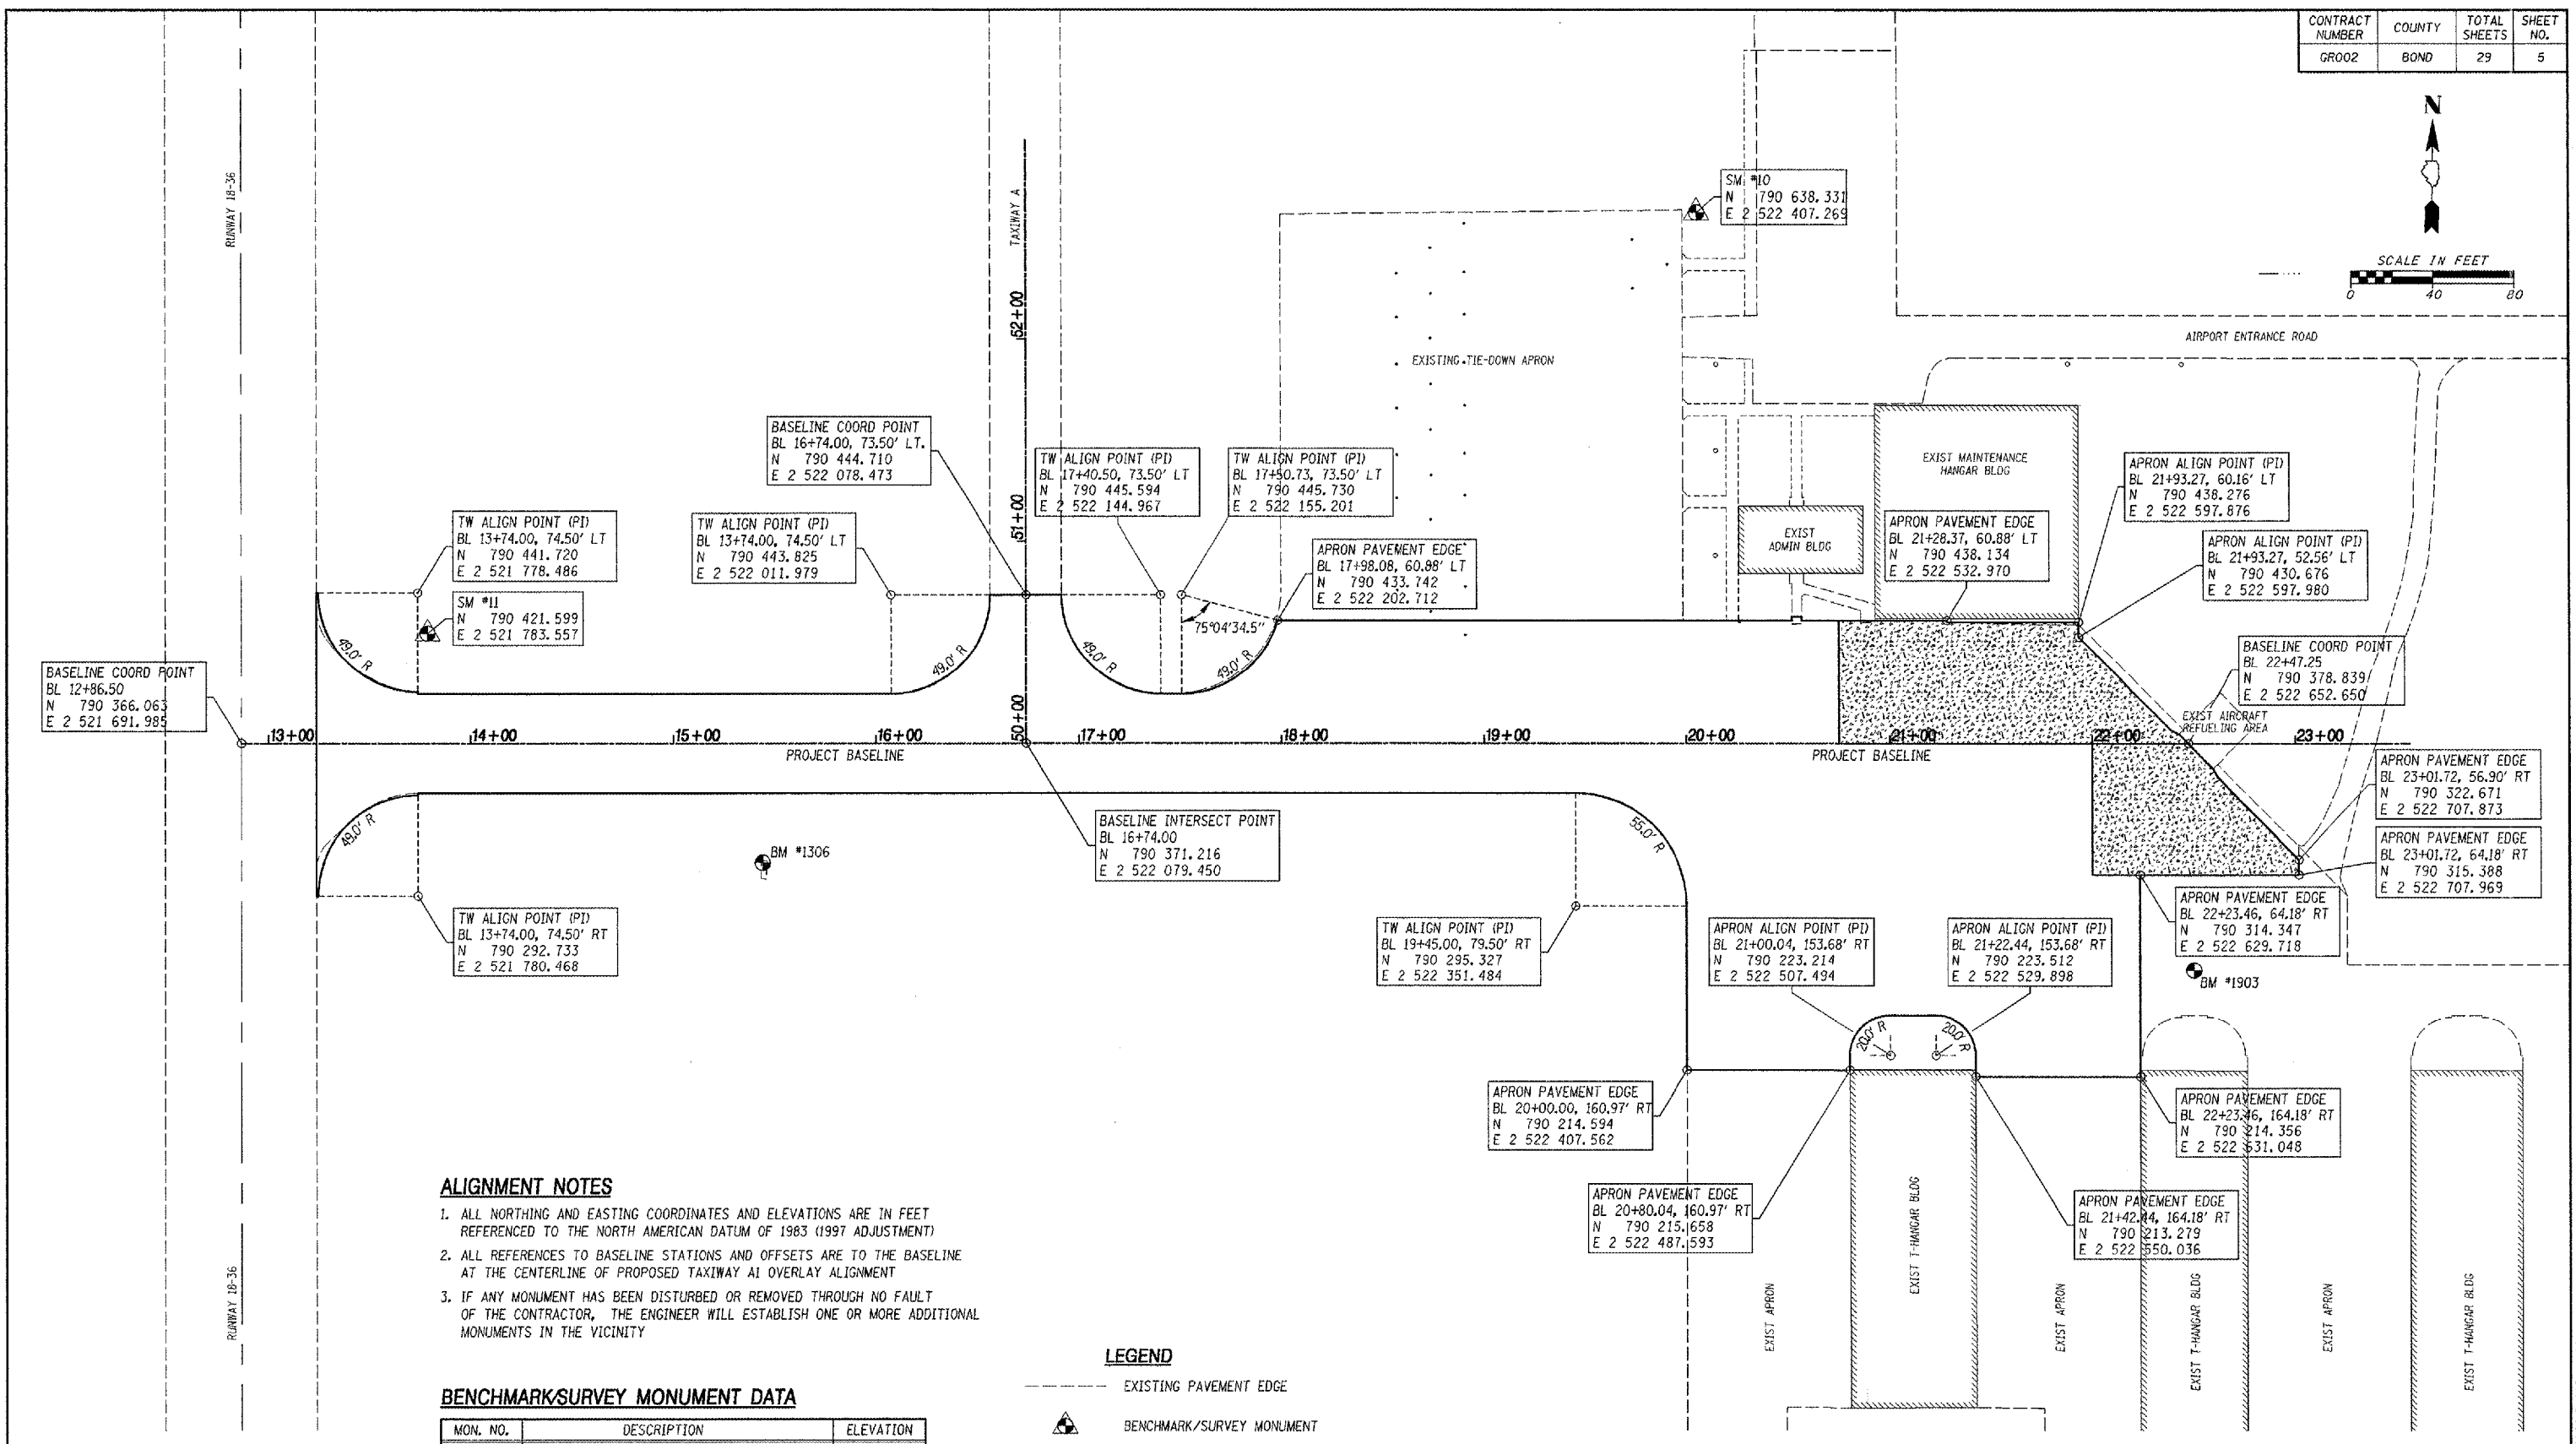 CONTRACT NUMBER COUNTY TOTAL SHEETS SHEET NO.
GR002 BOND 29 5
N
SCALE IN FEET
0 40 80
RUNWAY 18-36
TAXIWAY A
SM #10
N 790 638.331
E 2 522 407.269
AIRPORT ENTRANCE ROAD
EXISTING TIE-DOWN APRON
52+00
51+00
50+00
BASELINE COORD POINT
BL 16+74.00, 73.50' LT.
N 790 444.710
E 2 522 078.473
TW ALIGN POINT (PI)
BL 17+40.50, 73.50' LT
N 790 445.594
E 2 522 144.967
TW ALIGN POINT (PI)
BL 17+50.73, 73.50' LT
N 790 445.730
E 2 522 155.201
EXIST MAINTENANCE
HANGAR BLDG
APRON ALIGN POINT (PI)
BL 21+93.27, 60.16' LT
N 790 438.276
E 2 522 597.876
TW ALIGN POINT (PI)
BL 13+74.00, 74.50' LT
N 790 441.720
E 2 521 778.486
TW ALIGN POINT (PI)
BL 13+74.00, 74.50' LT
N 790 443.825
E 2 522 011.979
EXIST
ADMIN BLDG
APRON PAVEMENT EDGE
BL 21+28.37, 60.88' LT
N 790 438.134
E 2 522 532.970
APRON ALIGN POINT (PI)
BL 21+93.27, 52.56' LT
N 790 430.676
E 2 522 597.980
APRON PAVEMENT EDGE
BL 17+98.08, 60.88' LT
N 790 433.742
E 2 522 202.712
SM #11
N 790 421.599
E 2 521 783.557
75°04'34.5"
49.0' R
49.0' R
49.0' R
49.0' R
BASELINE COORD POINT
BL 12+86.50
N 790 366.063
E 2 521 691.985
BASELINE COORD POINT
BL 22+47.25
N 790 378.839
E 2 522 652.650
EXIST AIRCRAFT
REFUELING AREA
13+00 14+00 15+00 16+00 17+00 18+00 19+00 20+00 21+00 22+00 23+00
PROJECT BASELINE PROJECT BASELINE
APRON PAVEMENT EDGE
BL 23+01.72, 56.90' RT
N 790 322.671
E 2 522 707.873
49.0' R
BM #1306
BASELINE INTERSECT POINT
BL 16+74.00
N 790 371.216
E 2 522 079.450
55.0' R
APRON PAVEMENT EDGE
BL 23+01.72, 64.18' RT
N 790 315.388
E 2 522 707.969
TW ALIGN POINT (PI)
BL 13+74.00, 74.50' RT
N 790 292.733
E 2 521 780.468
TW ALIGN POINT (PI)
BL 19+45.00, 79.50' RT
N 790 295.327
E 2 522 351.484
APRON ALIGN POINT (PI)
BL 21+00.04, 153.68' RT
N 790 223.214
E 2 522 507.494
APRON ALIGN POINT (PI)
BL 21+22.44, 153.68' RT
N 790 223.512
E 2 522 529.898
APRON PAVEMENT EDGE
BL 22+23.46, 64.18' RT
N 790 314.347
E 2 522 629.718
BM #1903
20.0' R 20.0' R
APRON PAVEMENT EDGE
BL 20+00.00, 160.97' RT
N 790 214.594
E 2 522 407.562
APRON PAVEMENT EDGE
BL 22+23.46, 164.18' RT
N 790 214.356
E 2 522 631.048
APRON PAVEMENT EDGE
BL 20+80.04, 160.97' RT
N 790 215.658
E 2 522 487.593
APRON PAVEMENT EDGE
BL 21+42.44, 164.18' RT
N 790 213.279
E 2 522 550.036
RUNWAY 18-36
EXIST APRON
EXIST T-HANGAR BLDG
EXIST APRON
EXIST T-HANGAR BLDG
EXIST APRON
EXIST T-HANGAR BLDG
ALIGNMENT NOTES
1. ALL NORTHING AND EASTING COORDINATES AND ELEVATIONS ARE IN FEET
REFERENCED TO THE NORTH AMERICAN DATUM OF 1983 (1997 ADJUSTMENT)
2. ALL REFERENCES TO BASELINE STATIONS AND OFFSETS ARE TO THE BASELINE
AT THE CENTERLINE OF PROPOSED TAXIWAY A1 OVERLAY ALIGNMENT
3. IF ANY MONUMENT HAS BEEN DISTURBED OR REMOVED THROUGH NO FAULT
OF THE CONTRACTOR, THE ENGINEER WILL ESTABLISH ONE OR MORE ADDITIONAL
MONUMENTS IN THE VICINITY
LEGEND
EXISTING PAVEMENT EDGE
BENCHMARK/SURVEY MONUMENT
BENCHMARK/SURVEY MONUMENT DATA
MON. NO. DESCRIPTION ELEVATION